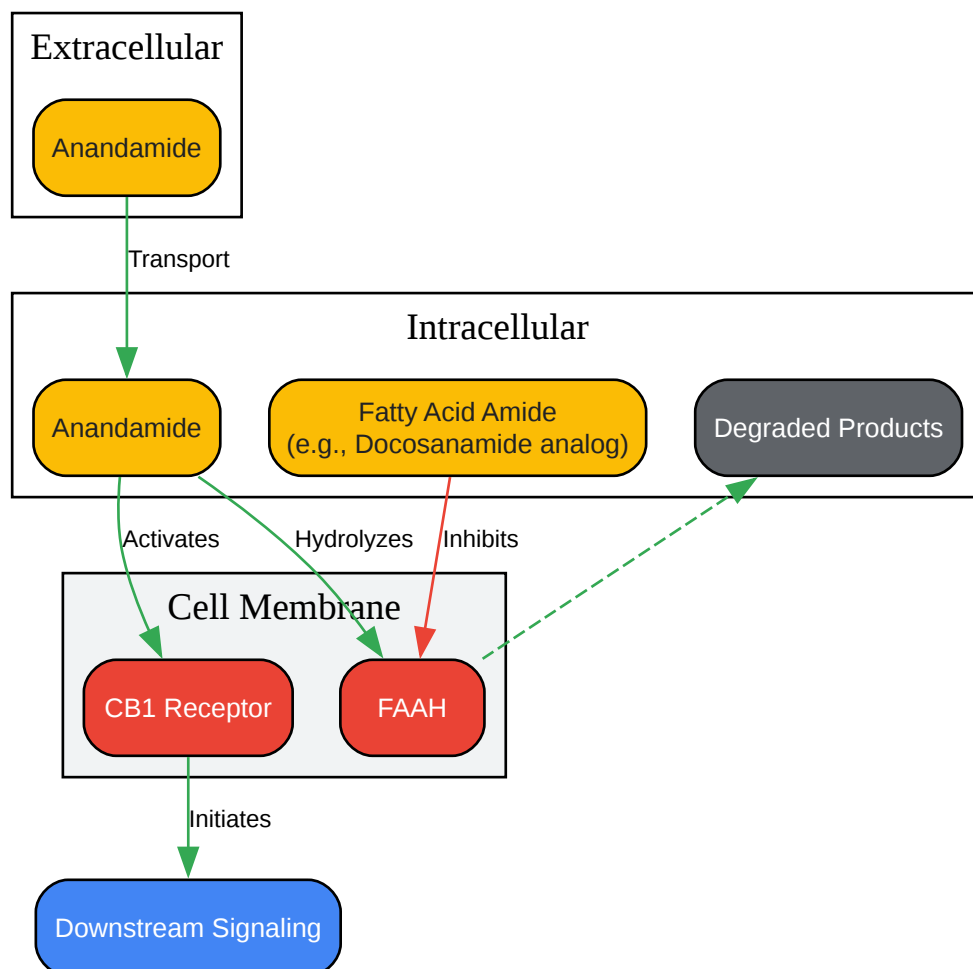 Extracellular
Anandamide
Transport
Intracellular
Anandamide
Fatty Acid Amide
(e.g., Docosanamide analog)
Degraded Products
Activates
Hydrolyzes
Inhibits
Cell Membrane
CB1 Receptor
FAAH
Initiates
Downstream Signaling